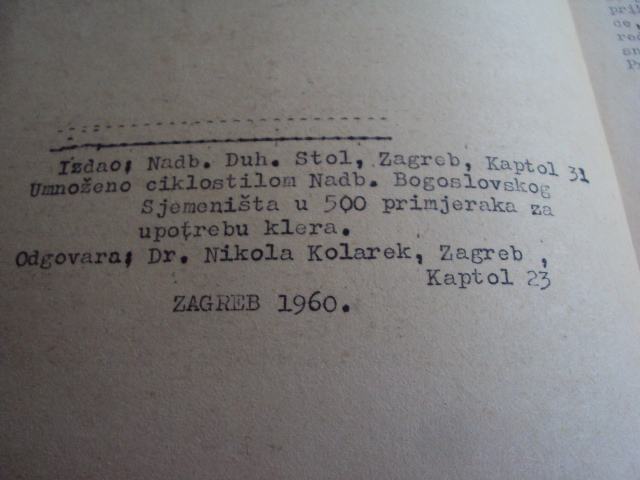 Izdao; Nadb. Duh. Stol, Zagreb, Kaptol 31
Umnoženo ciklostilom Nadb. Bogoslovskog
Sjemeništa u 500 primjeraka za
upotrebu klera.
Odgovara; Dr. Nikola Kolarek, Zagreb ,
Kaptol 23
ZAGREB 1960.